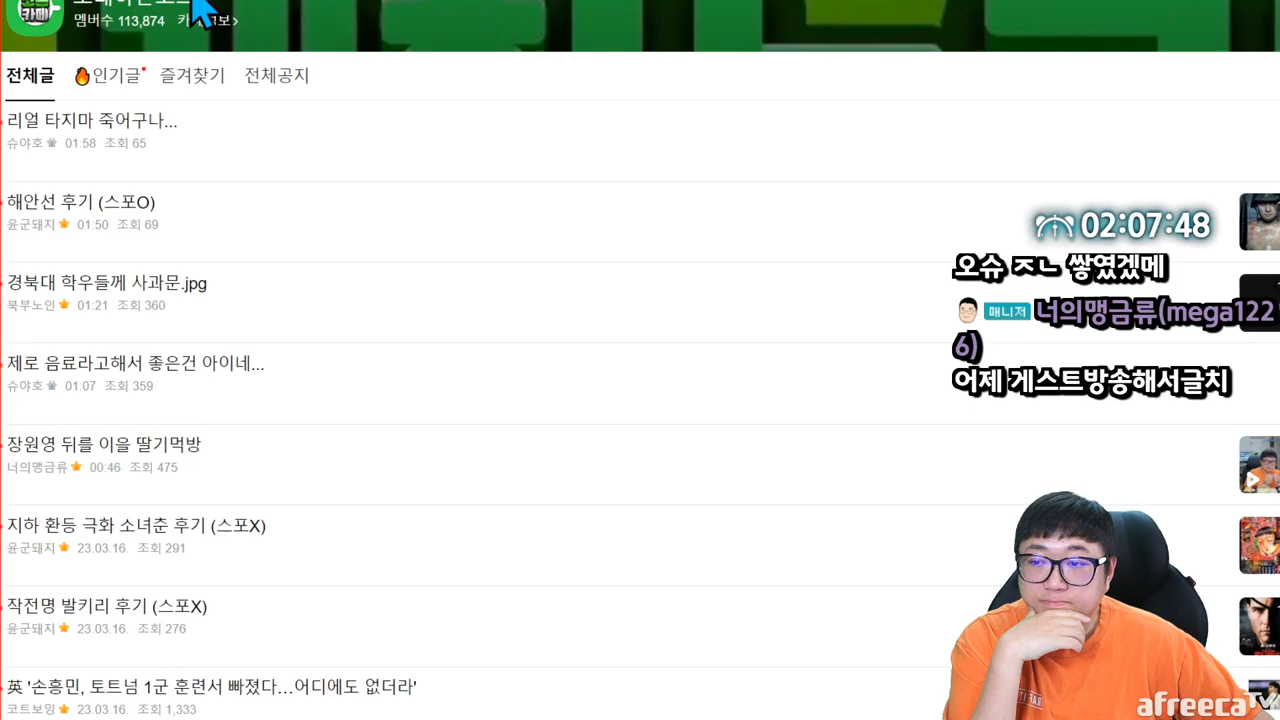 카페
멤버수 113,874
전체글 인기글 즐겨찾기 전체공지
리얼 타지마 죽어구나...
슈야호 01:58 조회 65
해안선 후기 (스포O)
윤군돼지 01:50 조회 69
02:07:48
오슈 ㅈㄴ 쌓였겠메
경북대 학우들께 사과문.jpg
북부노인 01:21 조회 360
매니저 너의맹금류(mega122
6)
어제 게스트방송해서글치
제로 음료라고해서 좋은건 아이네...
슈야호 01:07 조회 359
장원영 뒤를 이을 딸기먹방
너의맹금류 00:46 조회 475
지하 환등 극화 소녀춘 후기 (스포X)
윤군돼지 23.03.16. 조회 291
작전명 발키리 후기 (스포X)
윤군돼지 23.03.16. 조회 276
英 '손흥민, 토트넘 1군 훈련서 빠졌다...어디에도 없더라'
코트보잉 23.03.16. 조회 1,333
afreecaTV